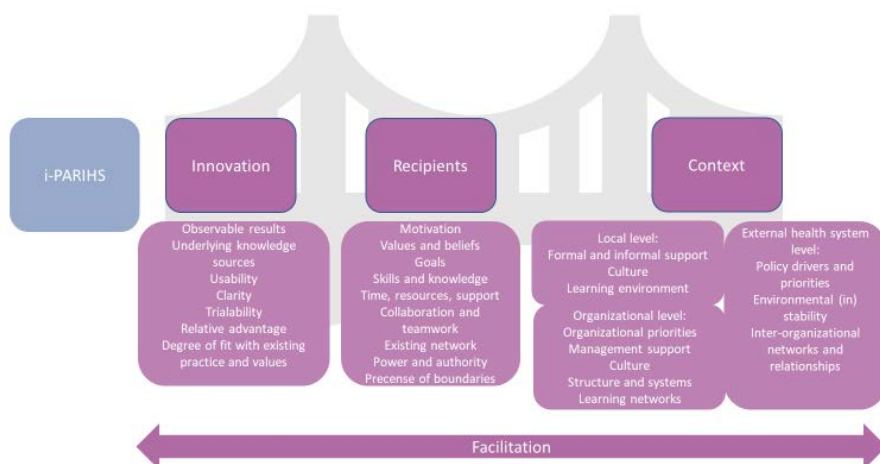 i-PARIHS
Innovation
Recipients
Context
Observable results
Underlying knowledge
sources
Usability
Clarity
Trialability
Relative advantage
Degree of fit with existing
practice and values
Motivation
Values and beliefs
Goals
Skills and knowledge
Time, resources, support
Collaboration and
teamwork
Existing network
Power and authority
Precense of boundaries
Local level:
Formal and informal support
Culture
Learning environment
Organizational level:
Organizational priorities
Management support
Culture
Structure and systems
Learning networks
External health system
level:
Policy drivers and
priorities
Environmental (in)
stability
Inter-organizational
networks and
relationships
Facilitation